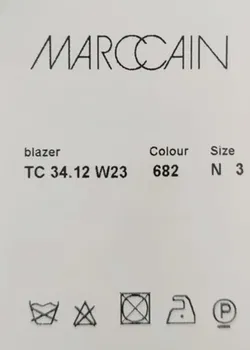 MARCCAIN
blazer Colour Size
TC 34.12 W23 682 N 3
P